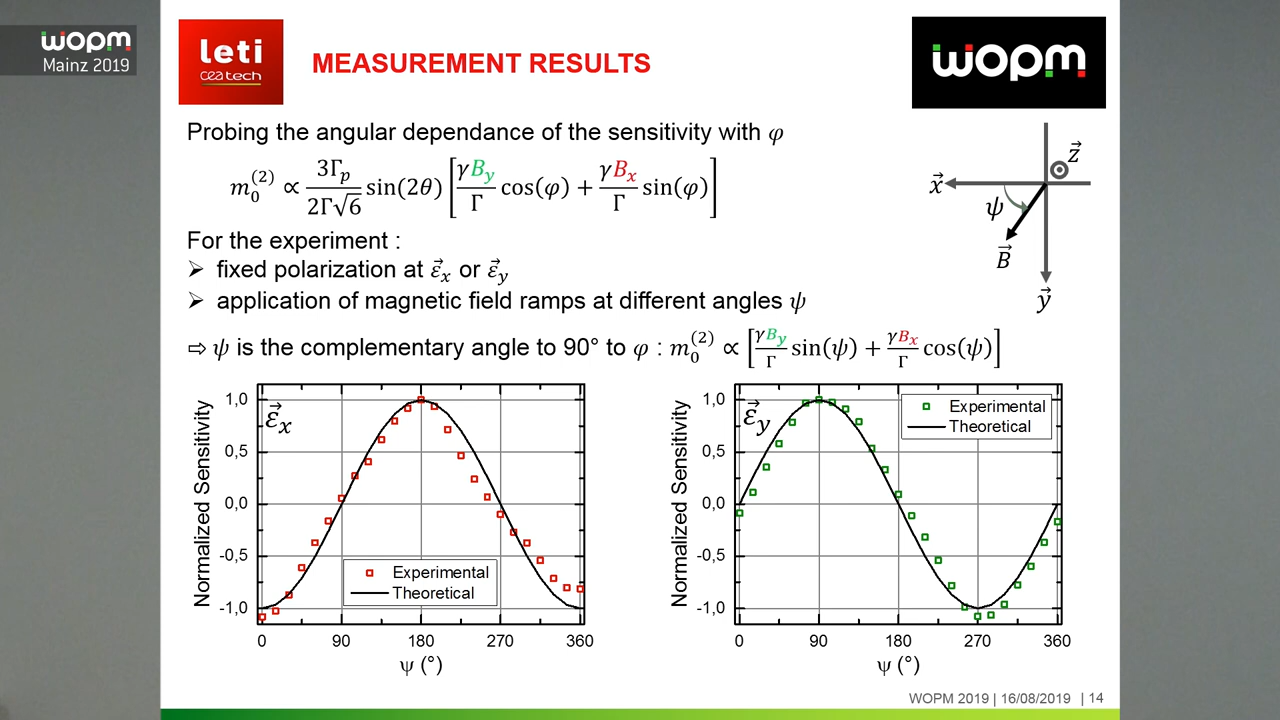 wopm
Mainz 2019
leti
ceatech
MEASUREMENT RESULTS
wopm
Probing the angular dependance of the sensitivity with φ
m₀⁽²⁾ ∝ 3Γₚ / 2Γ√6 sin(2θ) [γB_y / Γ cos(φ) + γBₓ / Γ sin(φ)]
z⃗
x⃗
ψ
B⃗
y⃗
For the experiment :
➢ fixed polarization at ε⃗ₓ or ε⃗_y
➢ application of magnetic field ramps at different angles ψ
⇨ ψ is the complementary angle to 90° to φ : m₀⁽²⁾ ∝ [γB_y / Γ sin(ψ) + γBₓ / Γ cos(ψ)]
Normalized Sensitivity
1,0
0,5
0,0
-0,5
-1,0
ε⃗ₓ
Experimental
Theoretical
0 90 180 270 360
ψ (°)
Normalized Sensitivity
1,0
0,5
0,0
-0,5
-1,0
ε⃗_y
Experimental
Theoretical
0 90 180 270 360
ψ (°)
WOPM 2019 | 16/08/2019 | 14